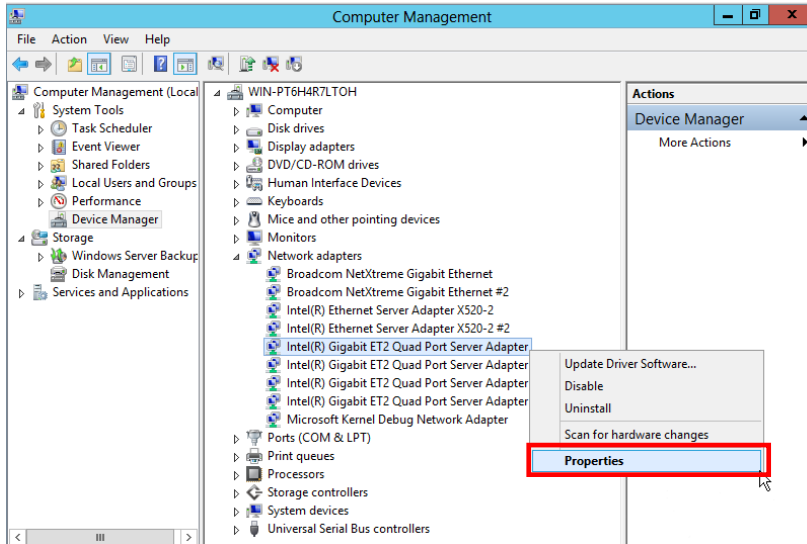 Computer Management
File Action View Help
Computer Management (Local
System Tools
Task Scheduler
Event Viewer
Shared Folders
Local Users and Groups
Performance
Device Manager
Storage
Windows Server Backup
Disk Management
Services and Applications
WIN-PT6H4R7LTOH
Computer
Disk drives
Display adapters
DVD/CD-ROM drives
Human Interface Devices
Keyboards
Mice and other pointing devices
Monitors
Network adapters
Broadcom NetXtreme Gigabit Ethernet
Broadcom NetXtreme Gigabit Ethernet #2
Intel(R) Ethernet Server Adapter X520-2
Intel(R) Ethernet Server Adapter X520-2 #2
Intel(R) Gigabit ET2 Quad Port Server Adapter
Intel(R) Gigabit ET2 Quad Port Server Adapter
Intel(R) Gigabit ET2 Quad Port Server Adapter
Intel(R) Gigabit ET2 Quad Port Server Adapter
Microsoft Kernel Debug Network Adapter
Ports (COM & LPT)
Print queues
Processors
Storage controllers
System devices
Universal Serial Bus controllers
Update Driver Software...
Disable
Uninstall
Scan for hardware changes
Properties
Actions
Device Manager
More Actions